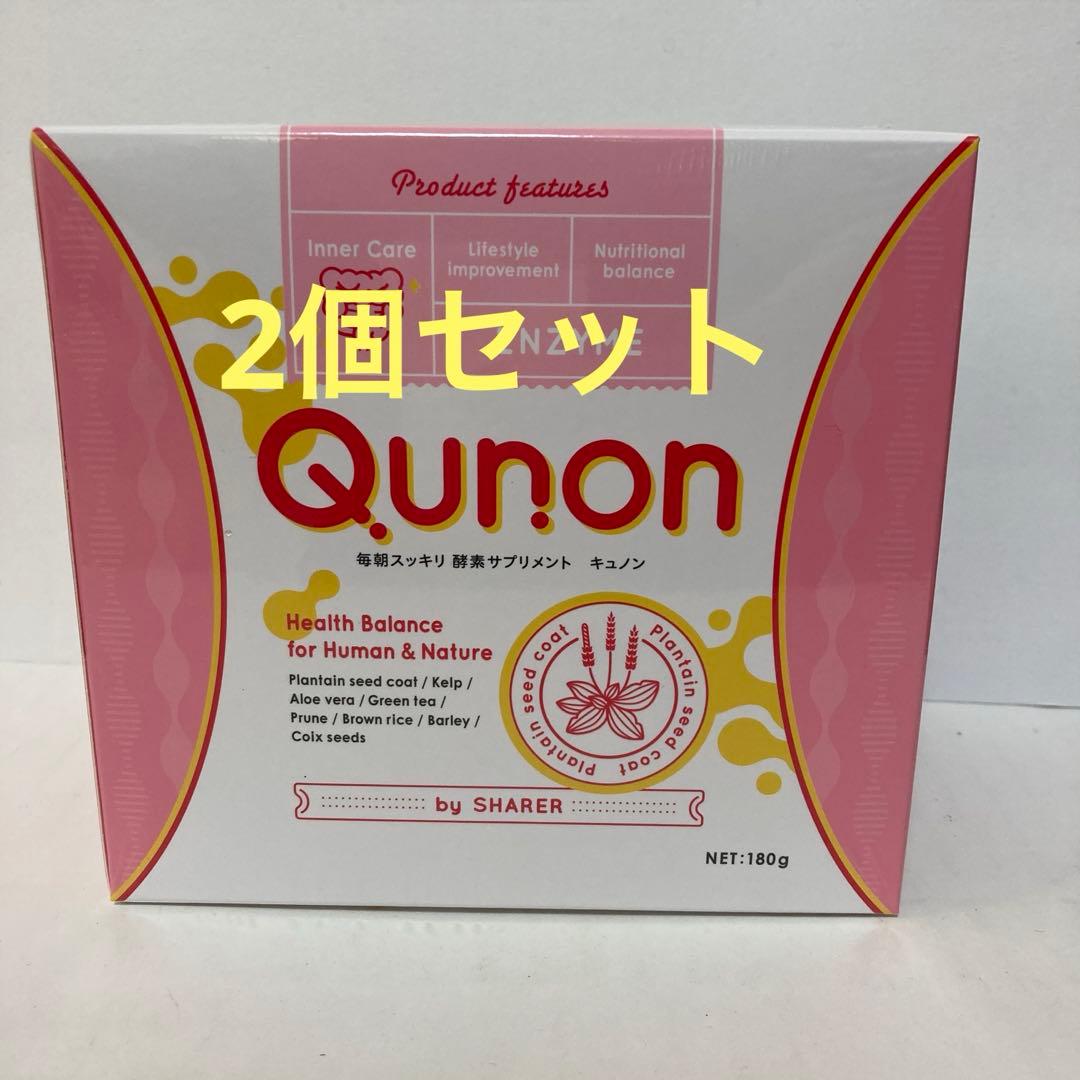 Product features
Inner Care
Lifestyle
improvement
Nutritional
balance
ENZYME
2個セット
Qunon
毎朝スッキリ 酵素サプリメント キュノン
Health Balance
for Human & Nature
Plantain seed coat / Kelp /
Aloe vera / Green tea /
Prune / Brown rice / Barley /
Coix seeds
Plantain seed coat Plantain seed coat
by SHARER
NET:180g